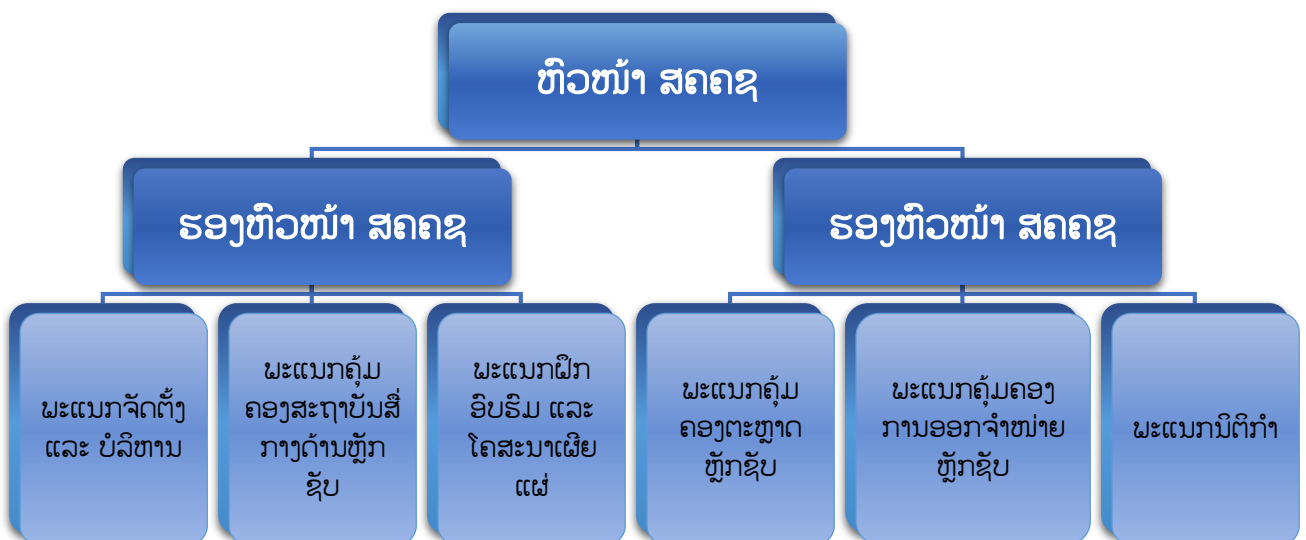 ຫົວໜ້າ ສຄຄຊ
ຮອງຫົວໜ້າ ສຄຄຊ
ຮອງຫົວໜ້າ ສຄຄຊ
ພະແນກຈັດຕັ້ງ
ແລະ ບໍລິຫານ
ພະແນກຄຸ້ມ
ຄອງສະຖາບັນສື່
ກາງດ້ານຫຼັກ
ຊັບ
ພະແນກຝຶກ
ອົບຮົມ ແລະ
ໂຄສະນາເຜີຍ
ແຜ່
ພະແນກຄຸ້ມ
ຄອງຕະຫຼາດ
ຫຼັກຊັບ
ພະແນກຄຸ້ມຄອງ
ການອອກຈຳໜ່າຍ
ຫຼັກຊັບ
ພະແນກນິຕິກຳ